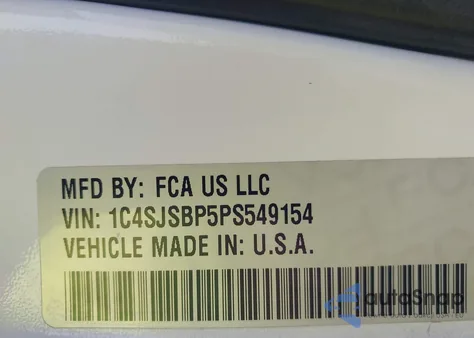 MFD BY: FCA US LLC
VIN: 1C4SJSBP5PS549154
VEHICLE MADE IN: U.S.A.
autoSnap